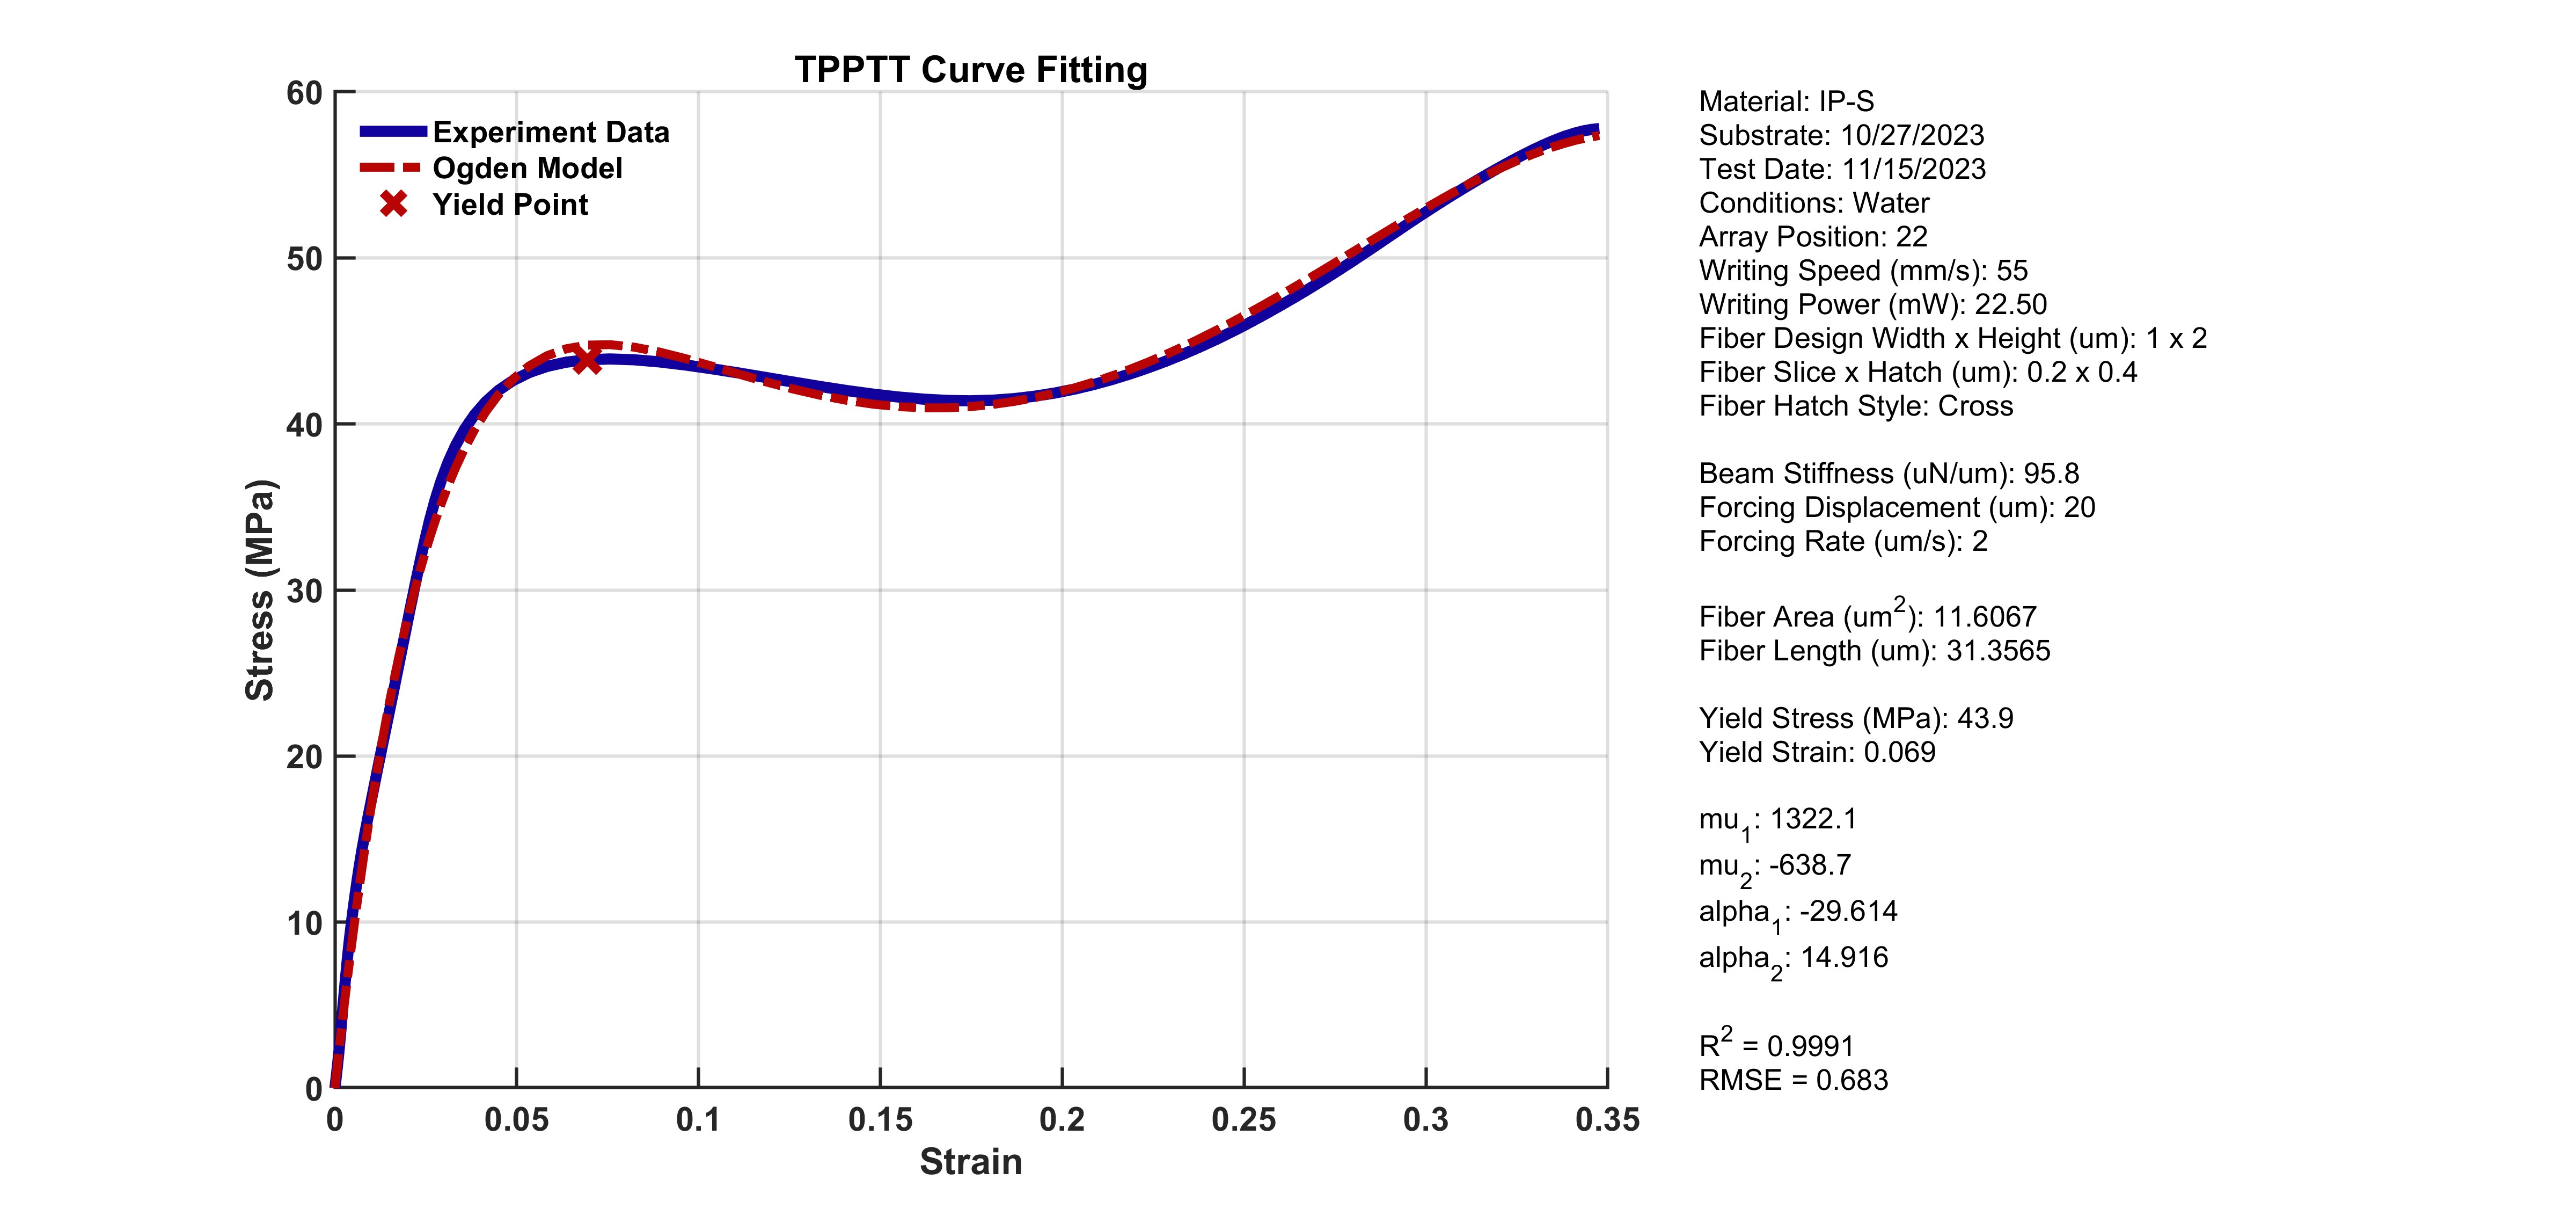 TPPTT Curve Fitting
60
50
40
30
20
10
0
Stress (MPa)
Experiment Data
Ogden Model
Yield Point
0 0.05 0.1 0.15 0.2 0.25 0.3 0.35
Strain
Material: IP-S
Substrate: 10/27/2023
Test Date: 11/15/2023
Conditions: Water
Array Position: 22
Writing Speed (mm/s): 55
Writing Power (mW): 22.50
Fiber Design Width x Height (um): 1 x 2
Fiber Slice x Hatch (um): 0.2 x 0.4
Fiber Hatch Style: Cross
Beam Stiffness (uN/um): 95.8
Forcing Displacement (um): 20
Forcing Rate (um/s): 2
Fiber Area (um²): 11.6067
Fiber Length (um): 31.3565
Yield Stress (MPa): 43.9
Yield Strain: 0.069
mu₁: 1322.1
mu₂: -638.7
alpha₁: -29.614
alpha₂: 14.916
R² = 0.9991
RMSE = 0.683